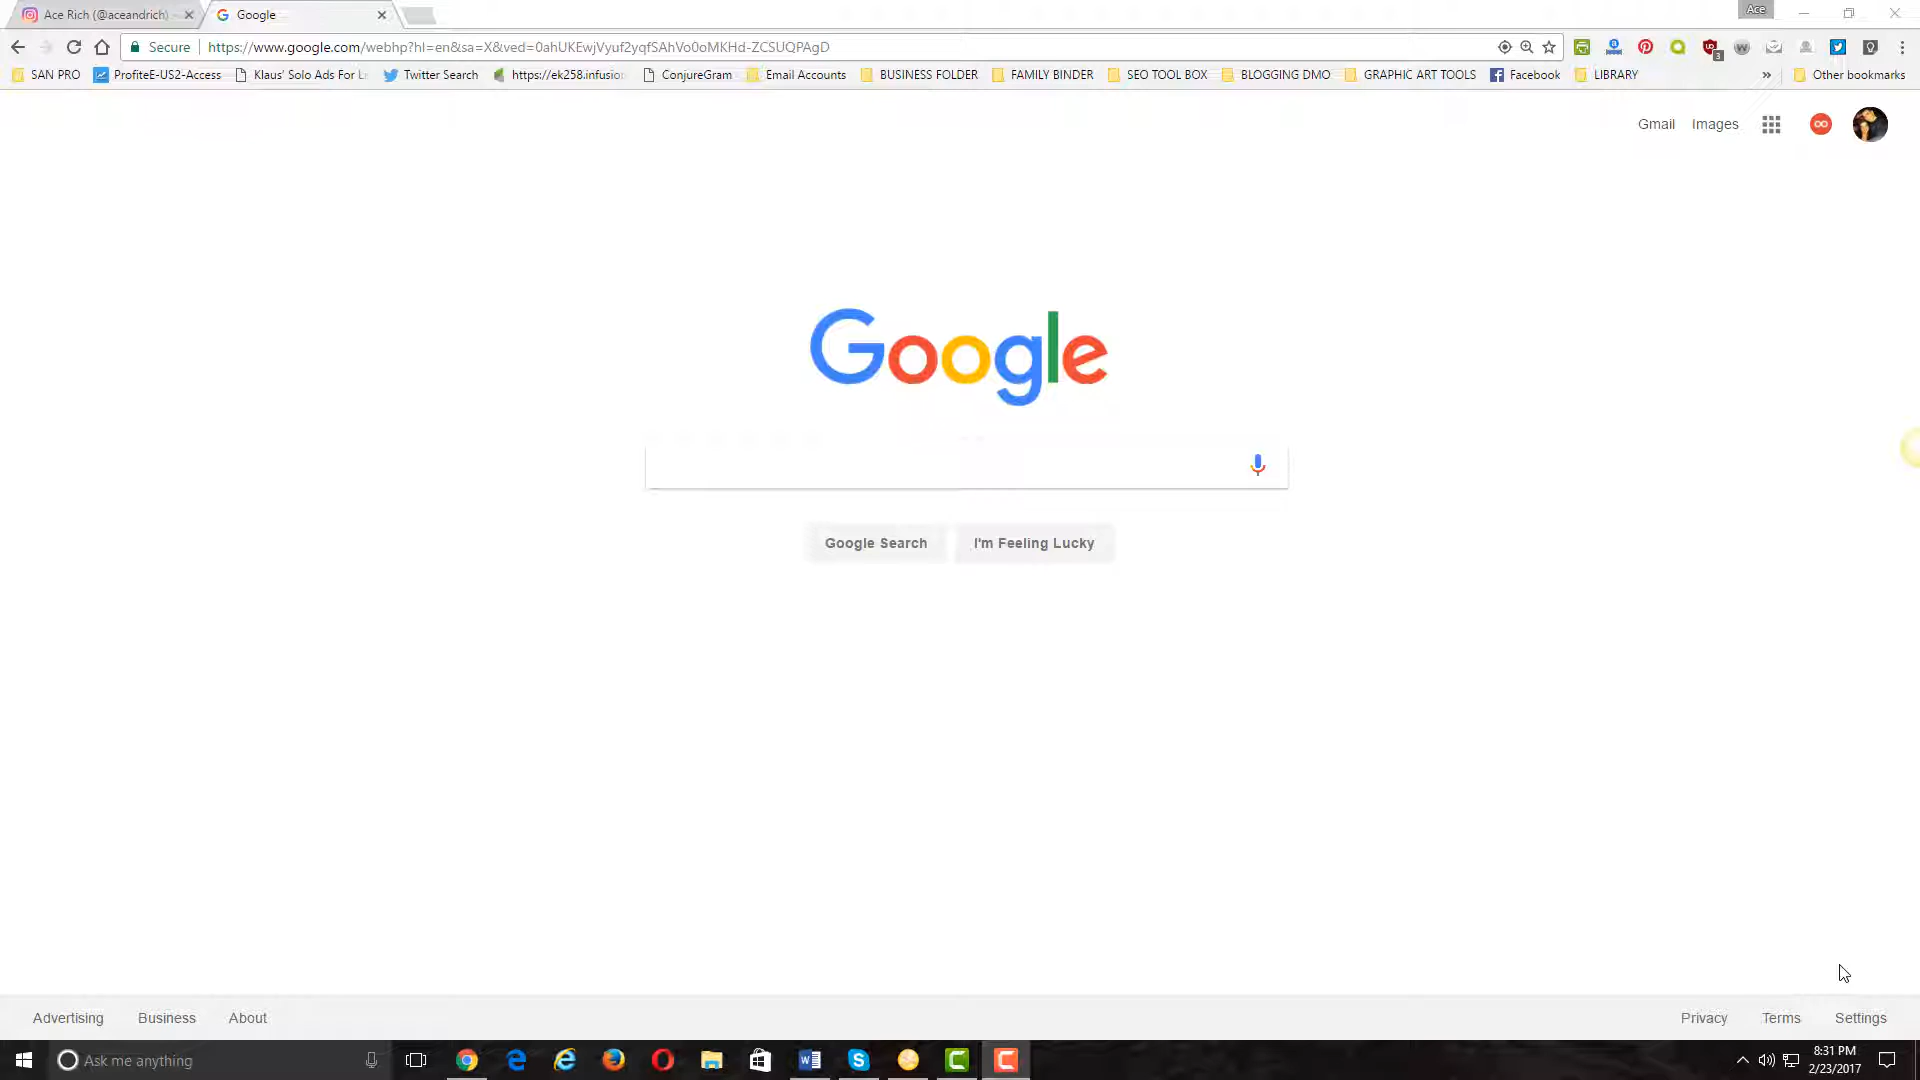 Ace Rich (@aceandrich)
Google
Ace
Secure
https://www.google.com/webhp?hl=en&sa=X&ved=0ahUKEwjVyuf2yqfSAhVo0oMKHd-ZCSUQPAgD
3
SAN PRO
ProfitE-US2-Access
Klaus' Solo Ads For L
Twitter Search
https://ek258.infusion
ConjureGram
Email Accounts
BUSINESS FOLDER
FAMILY BINDER
SEO TOOL BOX
BLOGGING DMO
GRAPHIC ART TOOLS
Facebook
LIBRARY
»
Other bookmarks
Gmail
Images
Google
Google Search
I'm Feeling Lucky
Advertising
Business
About
Privacy
Terms
Settings
Ask me anything
8:31 PM
2/23/2017